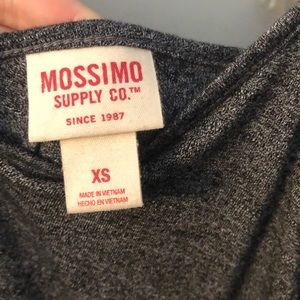 MOSSIMO
SUPPLY CO.™
SINCE 1987
XS
MADE IN VIETNAM
HECHO EN VIETNAM